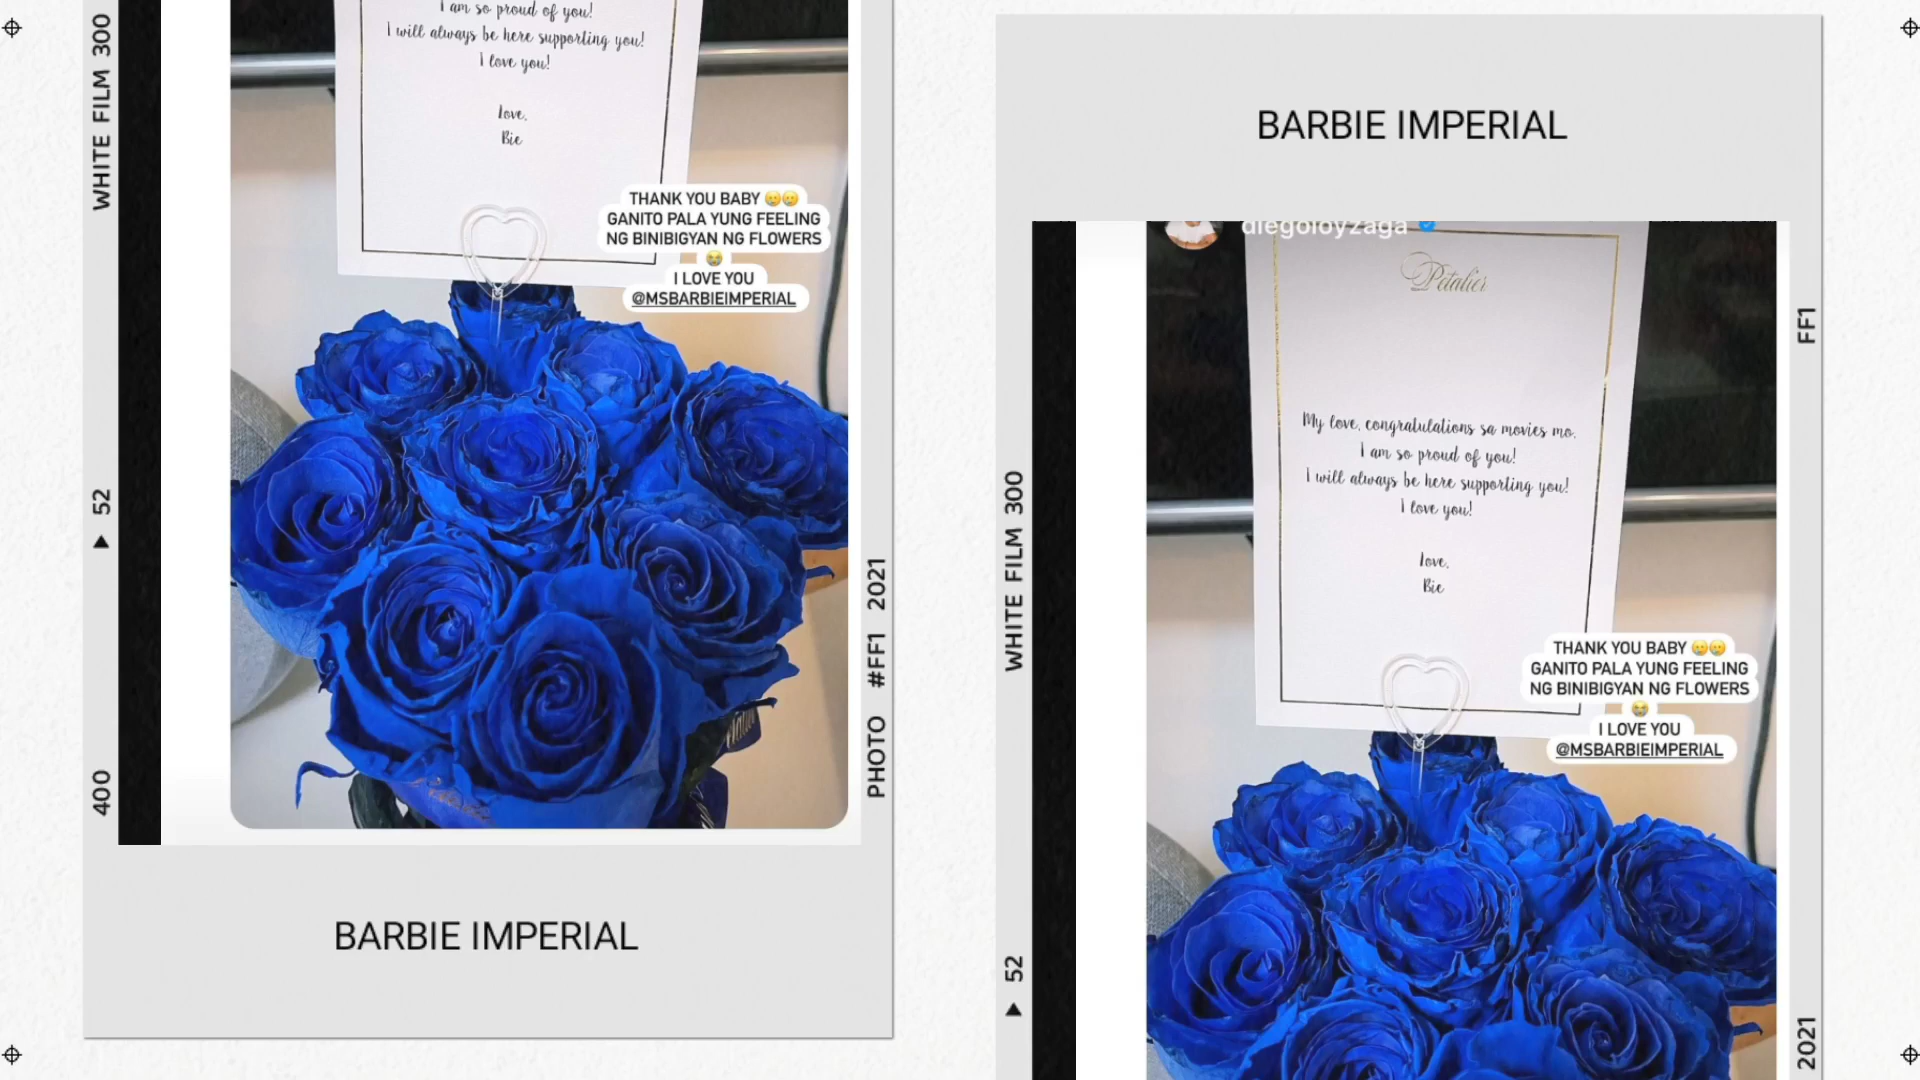 WHITE FILM 300
52
400
I am so proud of you!
I will always be here supporting you!
I love you!
Love,
Bie
THANK YOU BABY 🥲🥲
GANITO PALA YUNG FEELING
NG BINIBIGYAN NG FLOWERS
😭
I LOVE YOU
@MSBARBIEIMPERIAL
PHOTO #FF1 2021
BARBIE IMPERIAL
BARBIE IMPERIAL
WHITE FILM 300
52
diegoloyzaga
Petalier
My love, congratulations sa movies mo.
I am so proud of you!
I will always be here supporting you!
I love you!
Love,
Bie
THANK YOU BABY 🥲🥲
GANITO PALA YUNG FEELING
NG BINIBIGYAN NG FLOWERS
😭
I LOVE YOU
@MSBARBIEIMPERIAL
FF1
2021